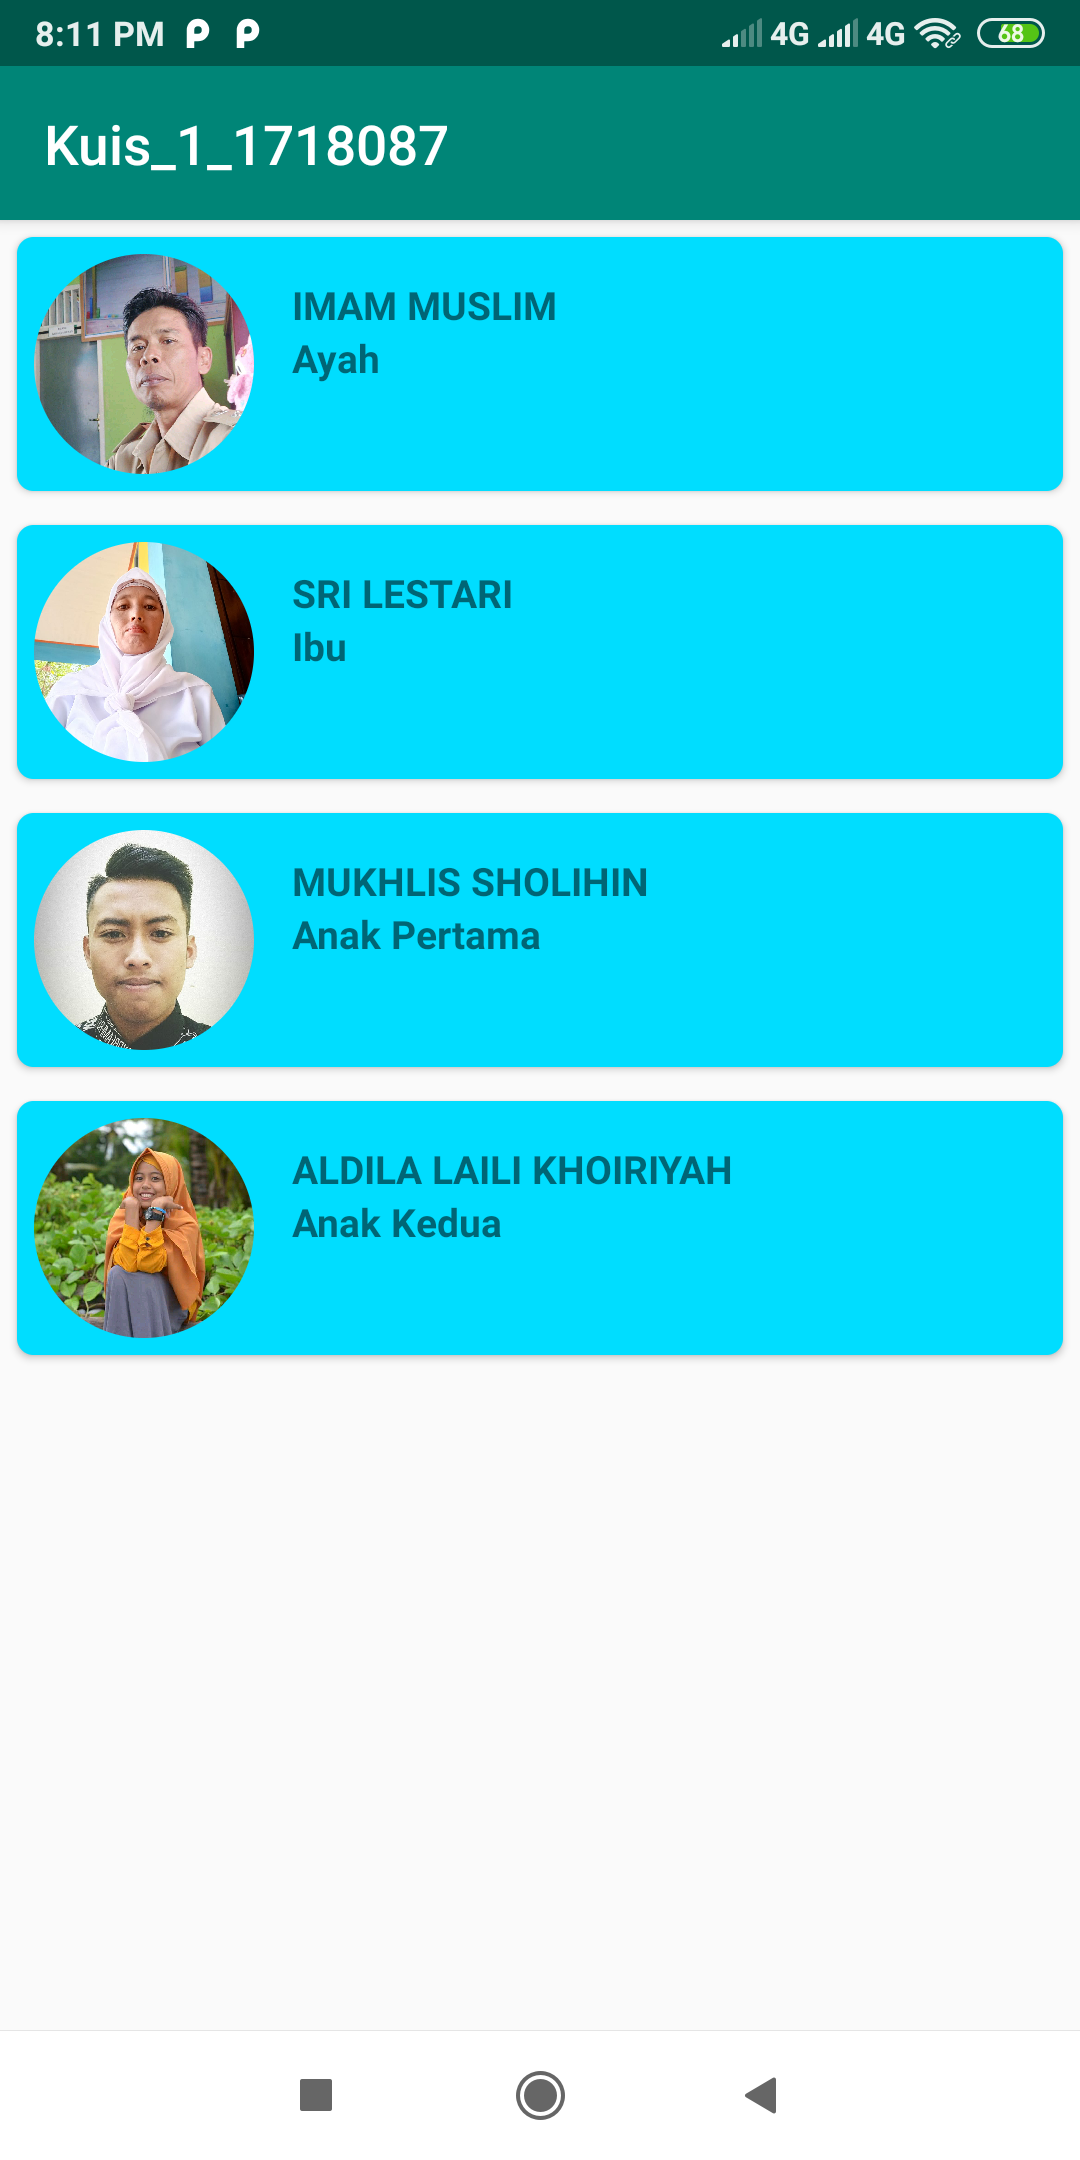 8:11 PM 4G 4G 68
Kuis_1_1718087
IMAM MUSLIM
Ayah
SRI LESTARI
Ibu
MUKHLIS SHOLIHIN
Anak Pertama
ALDILA LAILI KHOIRIYAH
Anak Kedua